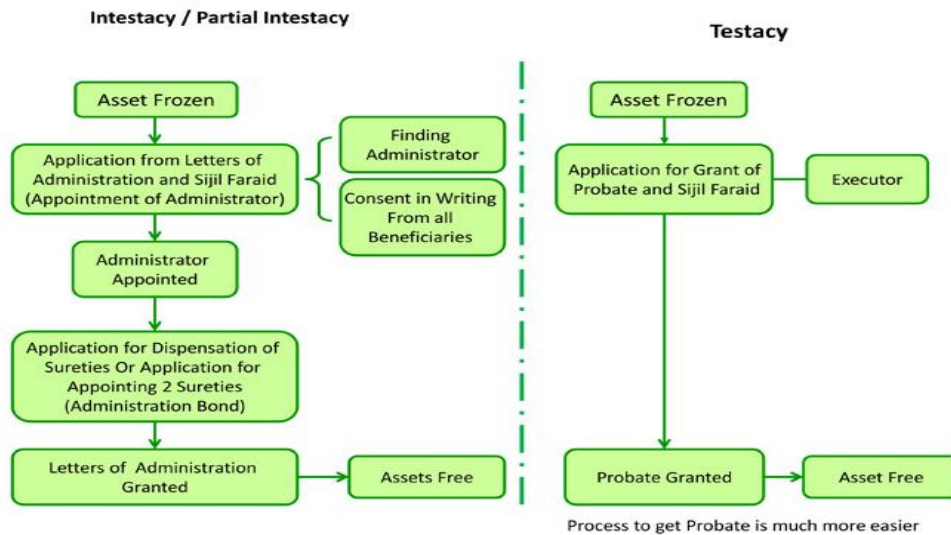 Intestacy / Partial Intestacy
Asset Frozen
Application from Letters of
Administration and Sijil Faraid
(Appointment of Administrator)
Finding
Administrator
Consent in Writing
From all
Beneficiaries
Administrator
Appointed
Application for Dispensation of
Sureties Or Application for
Appointing 2 Sureties
(Administration Bond)
Letters of Administration
Granted
Assets Free
Testacy
Asset Frozen
Application for Grant of
Probate and Sijil Faraid
Executor
Probate Granted
Asset Free
Process to get Probate is much more easier